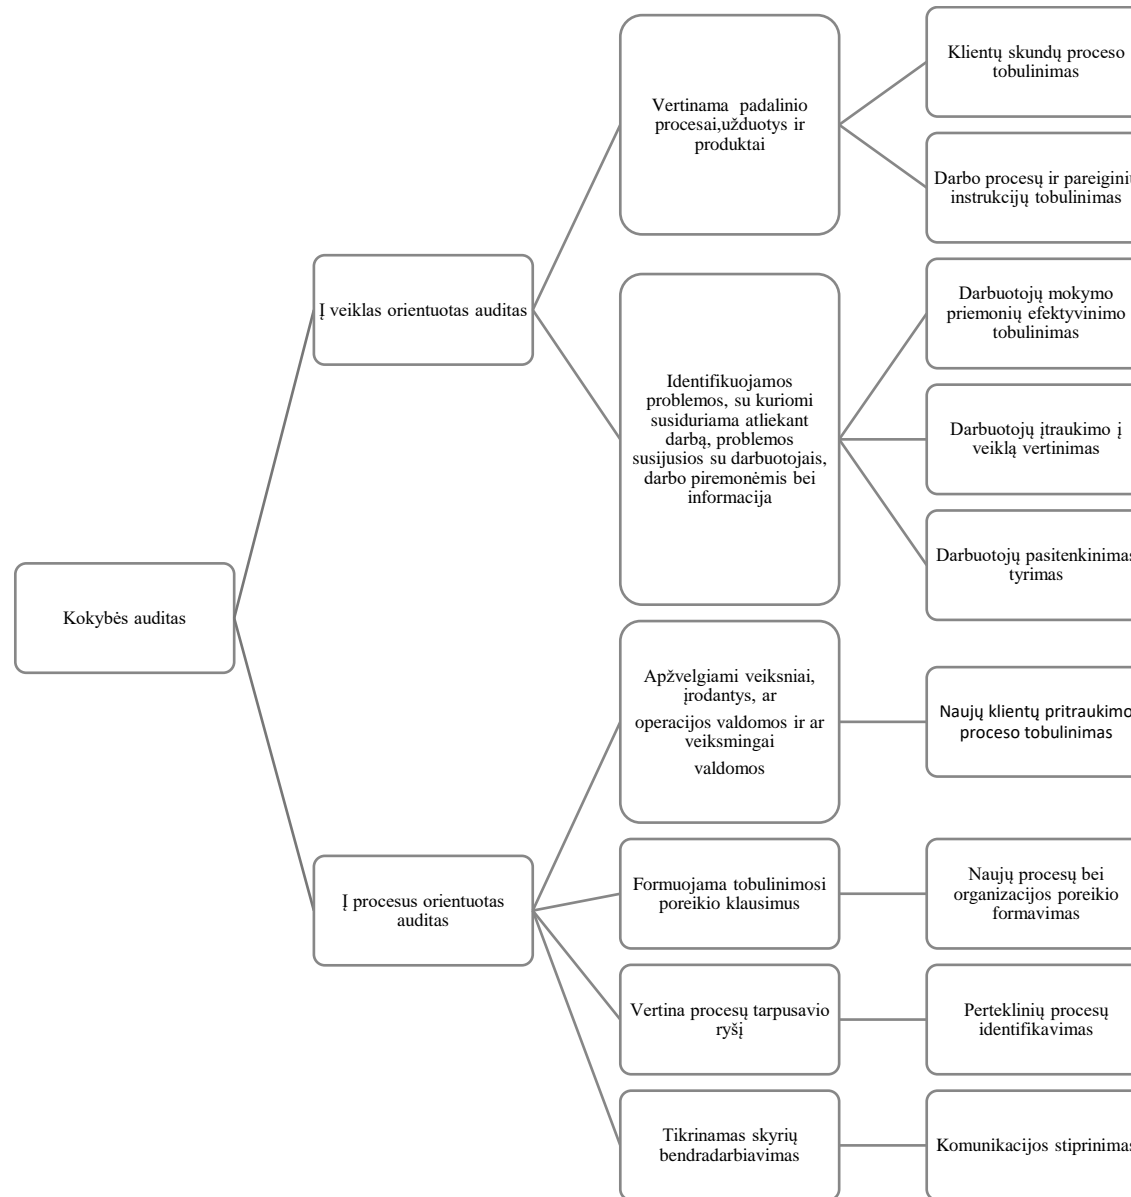 Klientų skundų proceso
tobulinimas
Vertinama padalinio
procesai,užduotys ir
produktai
Darbo procesų ir pareiginių
instrukcijų tobulinimas
Į veiklas orientuotas auditas
Darbuotojų mokymo
priemonių efektyvinimo
tobulinimas
Identifikuojamos
problemos, su kuriomi
susiduriama atliekant
darbą, problemos
susijusios su darbuotojais,
darbo piremonėmis bei
informacija
Darbuotojų įtraukimo į
veiklą vertinimas
Darbuotojų pasitenkinimas
tyrimas
Kokybės auditas
Apžvelgiami veiksniai,
įrodantys, ar
operacijos valdomos ir ar
veiksmingai
valdomos
Naujų klientų pritraukimo
proceso tobulinimas
Į procesus orientuotas
auditas
Formuojama tobulinimosi
poreikio klausimus
Naujų procesų bei
organizacijos poreikio
formavimas
Vertina procesų tarpusavio
ryšį
Perteklinių procesų
identifikavimas
Tikrinamas skyrių
bendradarbiavimas
Komunikacijos stiprinimas